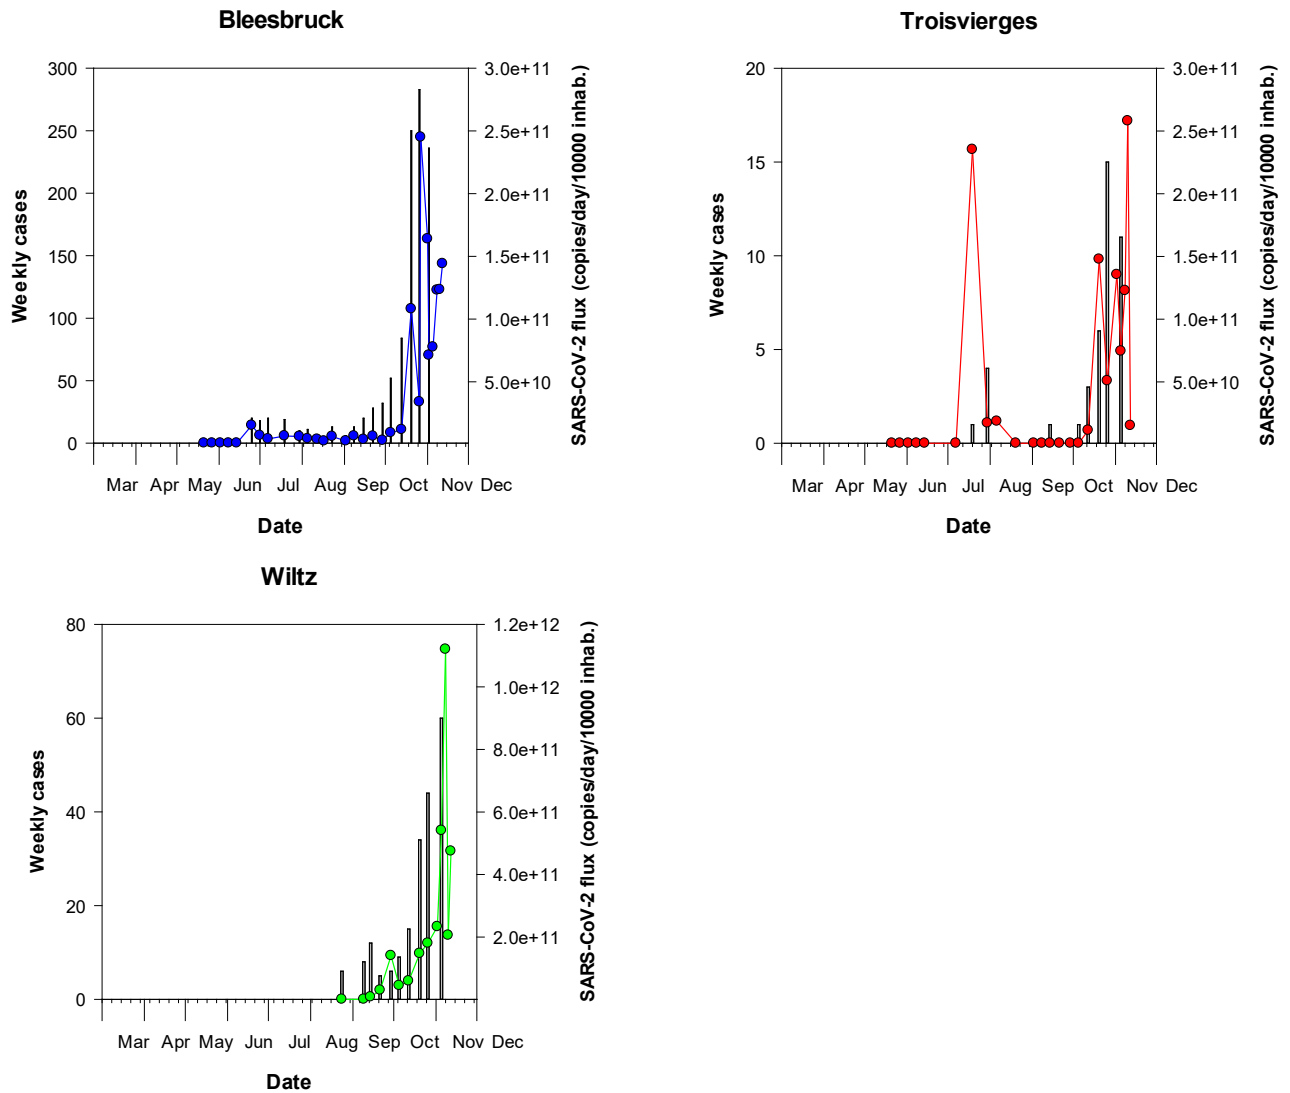 Bleesbruck
300
250
200
150
100
50
0
Weekly cases
3.0e+11
2.5e+11
2.0e+11
1.5e+11
1.0e+11
5.0e+10
SARS-CoV-2 flux (copies/day/10000 inhab.)
Mar Apr May Jun Jul Aug Sep Oct Nov Dec
Date
Troisvierges
20
15
10
5
0
Weekly cases
3.0e+11
2.5e+11
2.0e+11
1.5e+11
1.0e+11
5.0e+10
SARS-CoV-2 flux (copies/day/10000 inhab.)
Mar Apr May Jun Jul Aug Sep Oct Nov Dec
Date
Wiltz
80
60
40
20
0
Weekly cases
1.2e+12
1.0e+12
8.0e+11
6.0e+11
4.0e+11
2.0e+11
SARS-CoV-2 flux (copies/day/10000 inhab.)
Mar Apr May Jun Jul Aug Sep Oct Nov Dec
Date